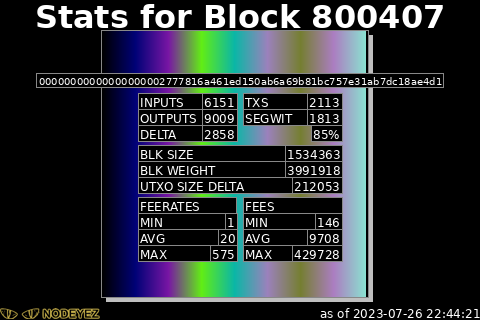 Stats for Block 800407
00000000000000000002777816a461ed150ab6a69b81bc757e31ab7dc18ae4d1
INPUTS 6151 TXS 2113
OUTPUTS 9009 SEGWIT 1813
DELTA 2858 85%
BLK SIZE 1534363
BLK WEIGHT 3991918
UTXO SIZE DELTA 212053
FEERATES FEES
MIN 1 MIN 146
AVG 20 AVG 9708
MAX 575 MAX 429728
NODEYEZ as of 2023-07-26 22:44:21